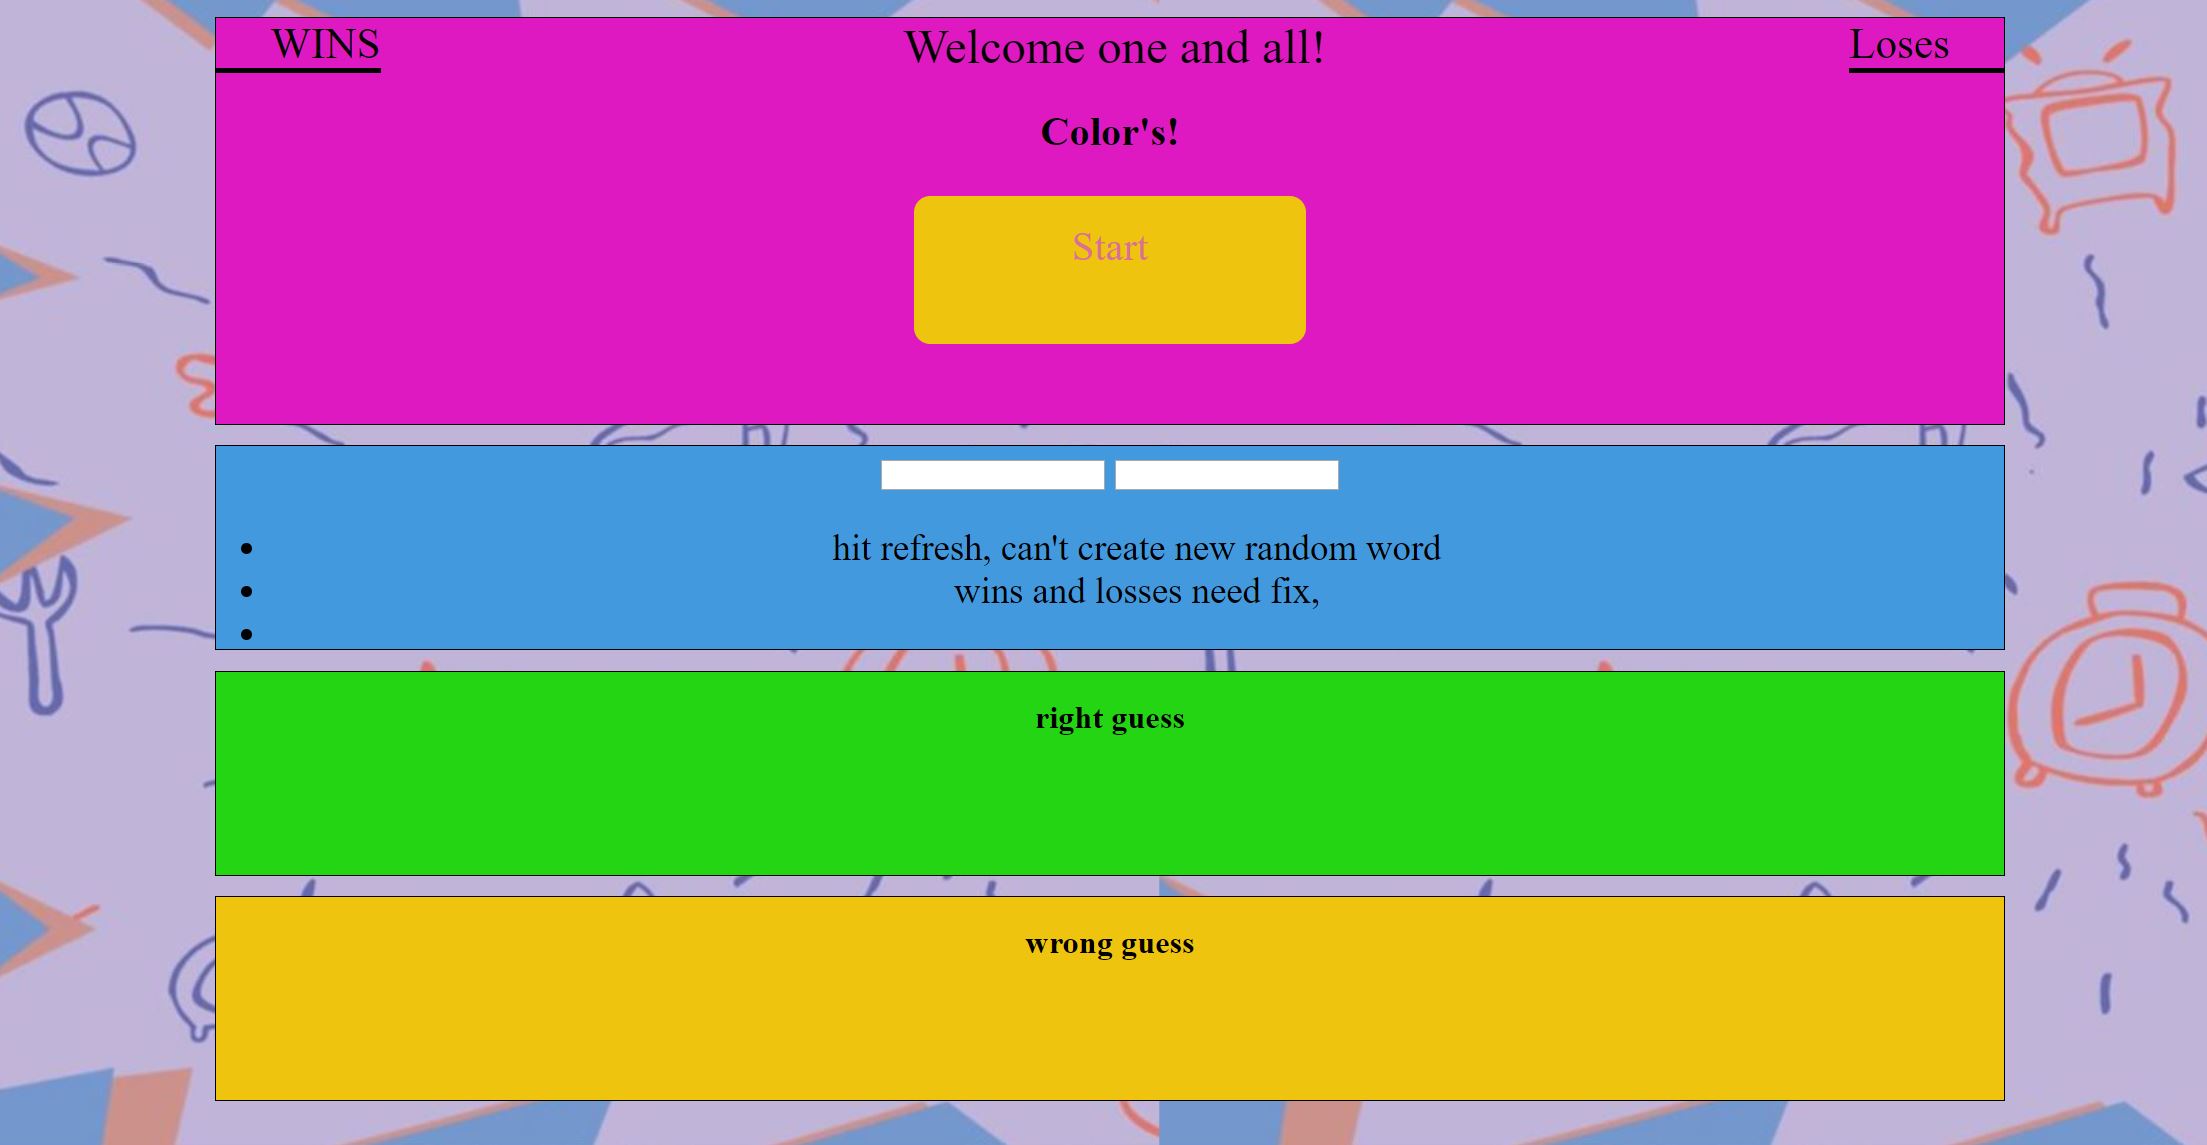 WINS
Welcome one and all!
Loses
Color's!
Start
hit refresh, can't create new random word
wins and losses need fix,
right guess
wrong guess